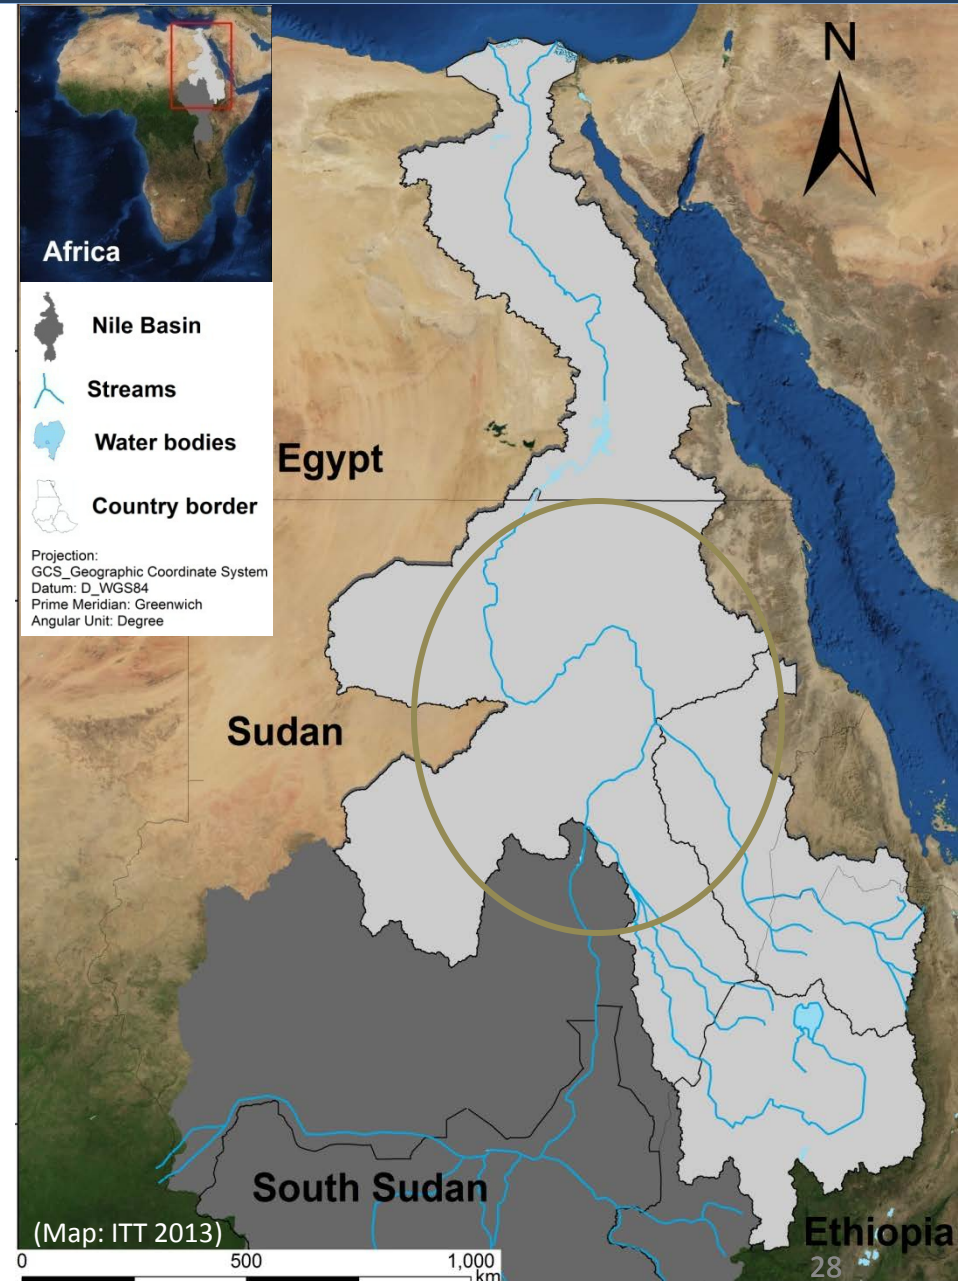 N
Africa
Nile Basin
Streams
Water bodies
Country border
Projection:
GCS_Geographic Coordinate System
Datum: D_WGS84
Prime Meridian: Greenwich
Angular Unit: Degree
Egypt
Sudan
South Sudan
Ethiopia
(Map: ITT 2013)
0 500 1,000
km
28